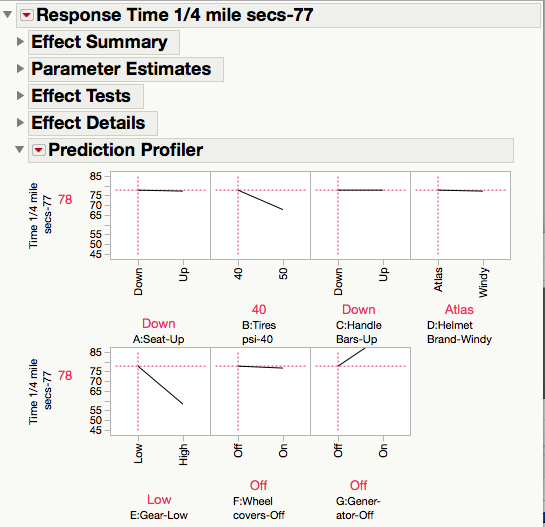 Response Time 1/4 mile secs-77
Effect Summary
Parameter Estimates
Effect Tests
Effect Details
Prediction Profiler
Time 1/4 mile
secs-77
78
85
75
70
65
55
50
45
Down
Up
40
50
Down
Up
Atlas
Windy
Down
A:Seat-Up
40
B:Tires
psi-40
Down
C:Handle
Bars-Up
Atlas
D:Helmet
Brand-Windy
Time 1/4 mile
secs-77
78
85
75
70
65
55
50
45
Low
High
Off
On
Off
On
Low
E:Gear-Low
Off
F:Wheel
covers-Off
Off
G:Gener-
ator-Off